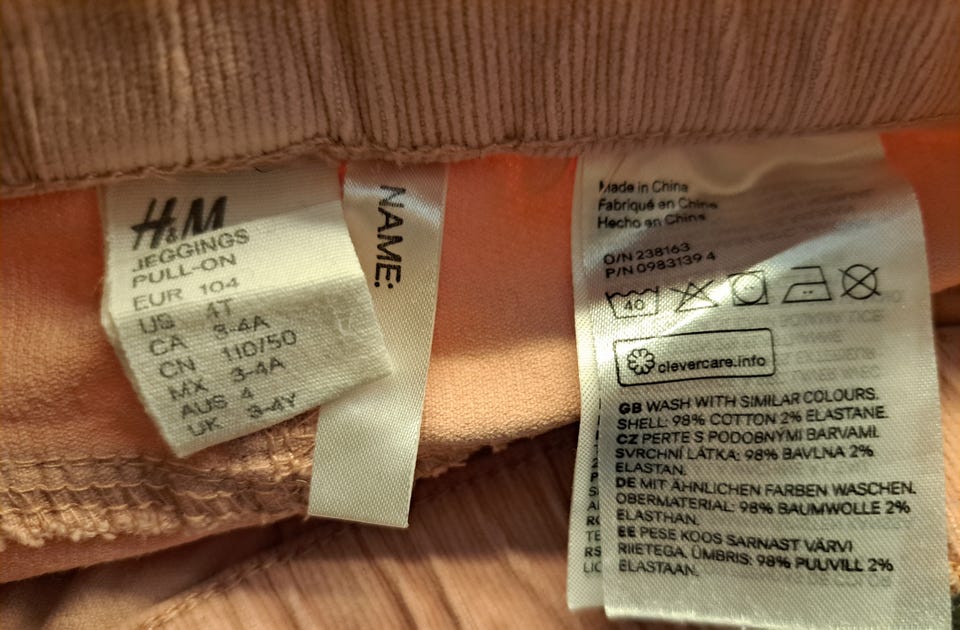 H&M
JEGGINGS
PULL-ON
EUR 104
US 4T
CA 3-4A
CN 110/50
MX 3-4A
AUS 4
UK 3-4Y
NAME:
Made in China
Fabriqué en Chine
Hecho en China
O/N 238163
P/N 0983139 4
40
clevercare.info
GB WASH WITH SIMILAR COLOURS.
SHELL: 98% COTTON 2% ELASTANE.
CZ PERTE S PODOBNÝMI BARVAMI.
SVRCHNÍ LÁTKA: 98% BAVLNA 2%
ELASTAN.
DE MIT ÄHNLICHEN FARBEN WASCHEN.
OBERMATERIAL: 98% BAUMWOLLE 2%
ELASTHAN.
EE PESE KOOS SARNAST VÄRVI
RIIETEGA. ÜMBRIS: 98% PUUVILL 2%
ELASTAAN.